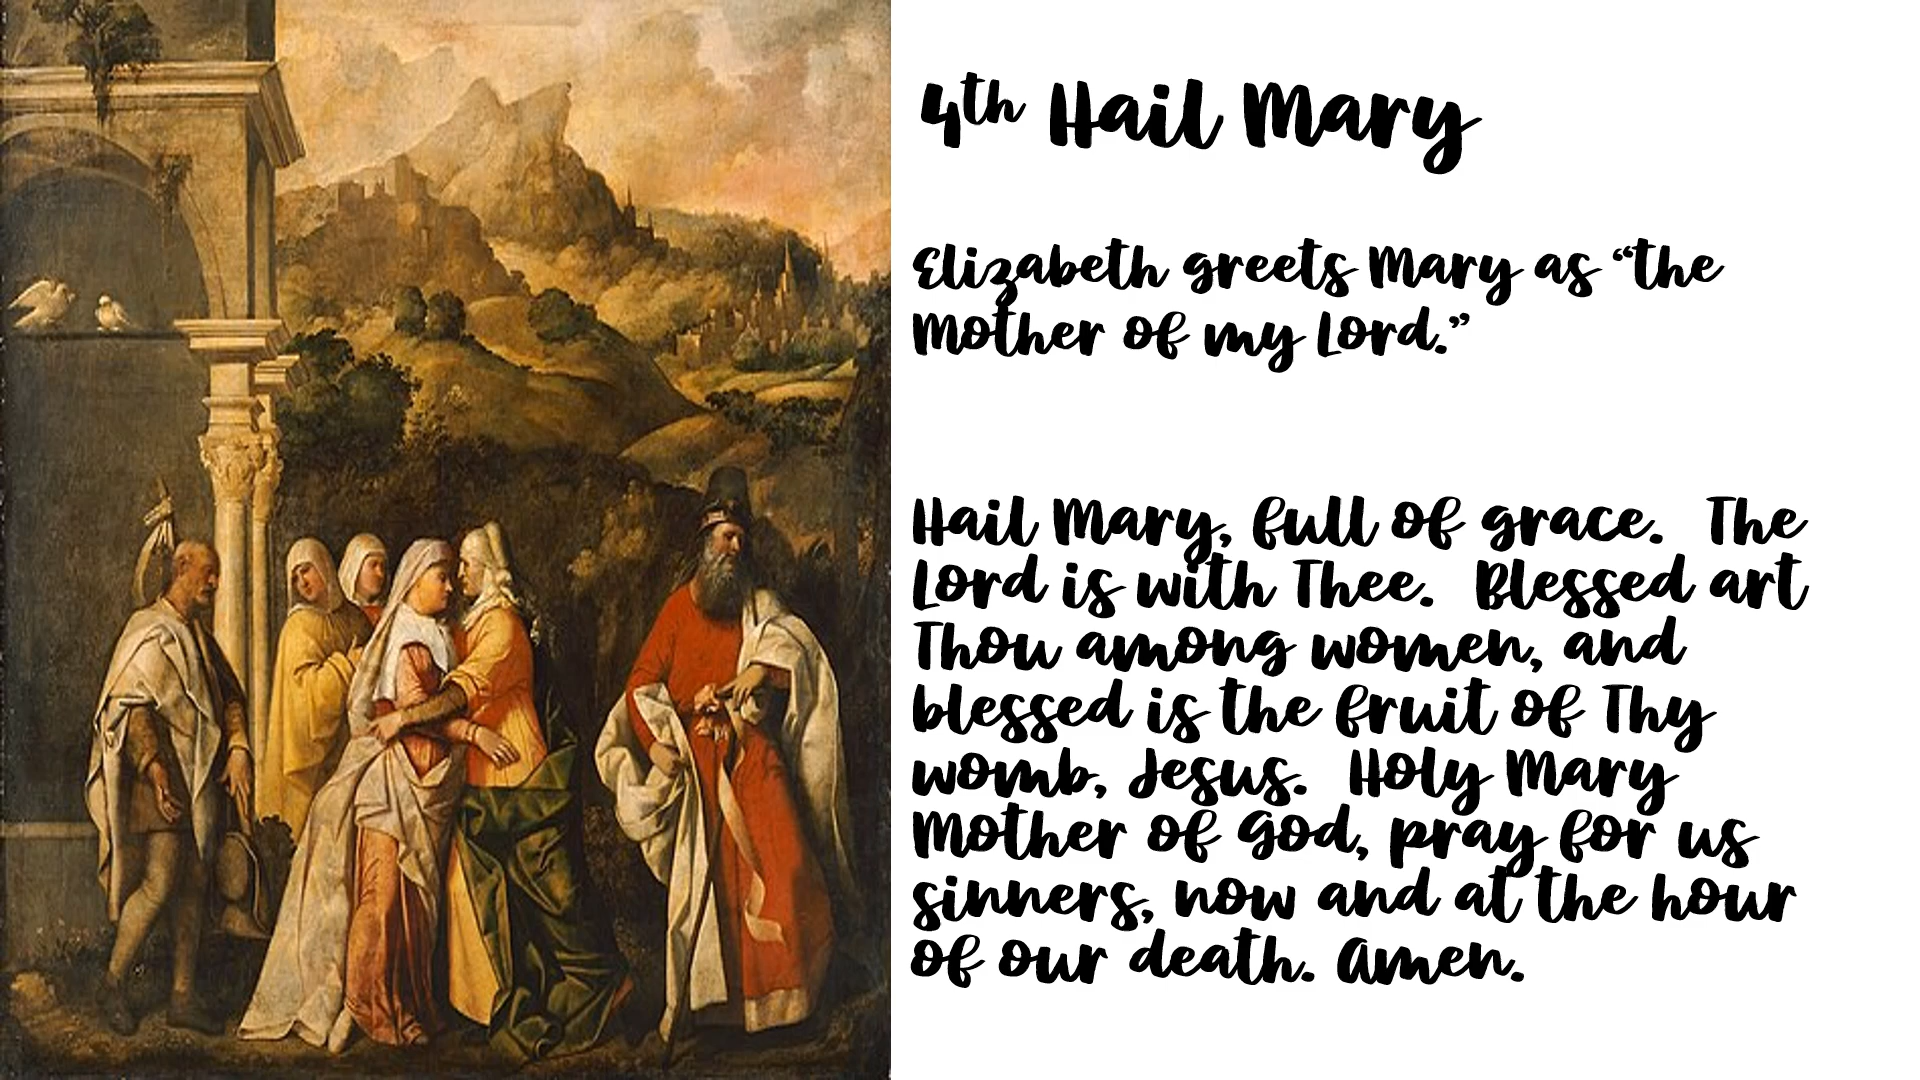 4th Hail Mary
Elizabeth greets Mary as “the
Mother of my Lord.”
Hail Mary, full of grace.  The
Lord is with Thee.  Blessed art
Thou among women, and
blessed is the fruit of Thy
womb, Jesus.  Holy Mary
Mother of God, pray for us
sinners, now and at the hour
of our death. Amen.